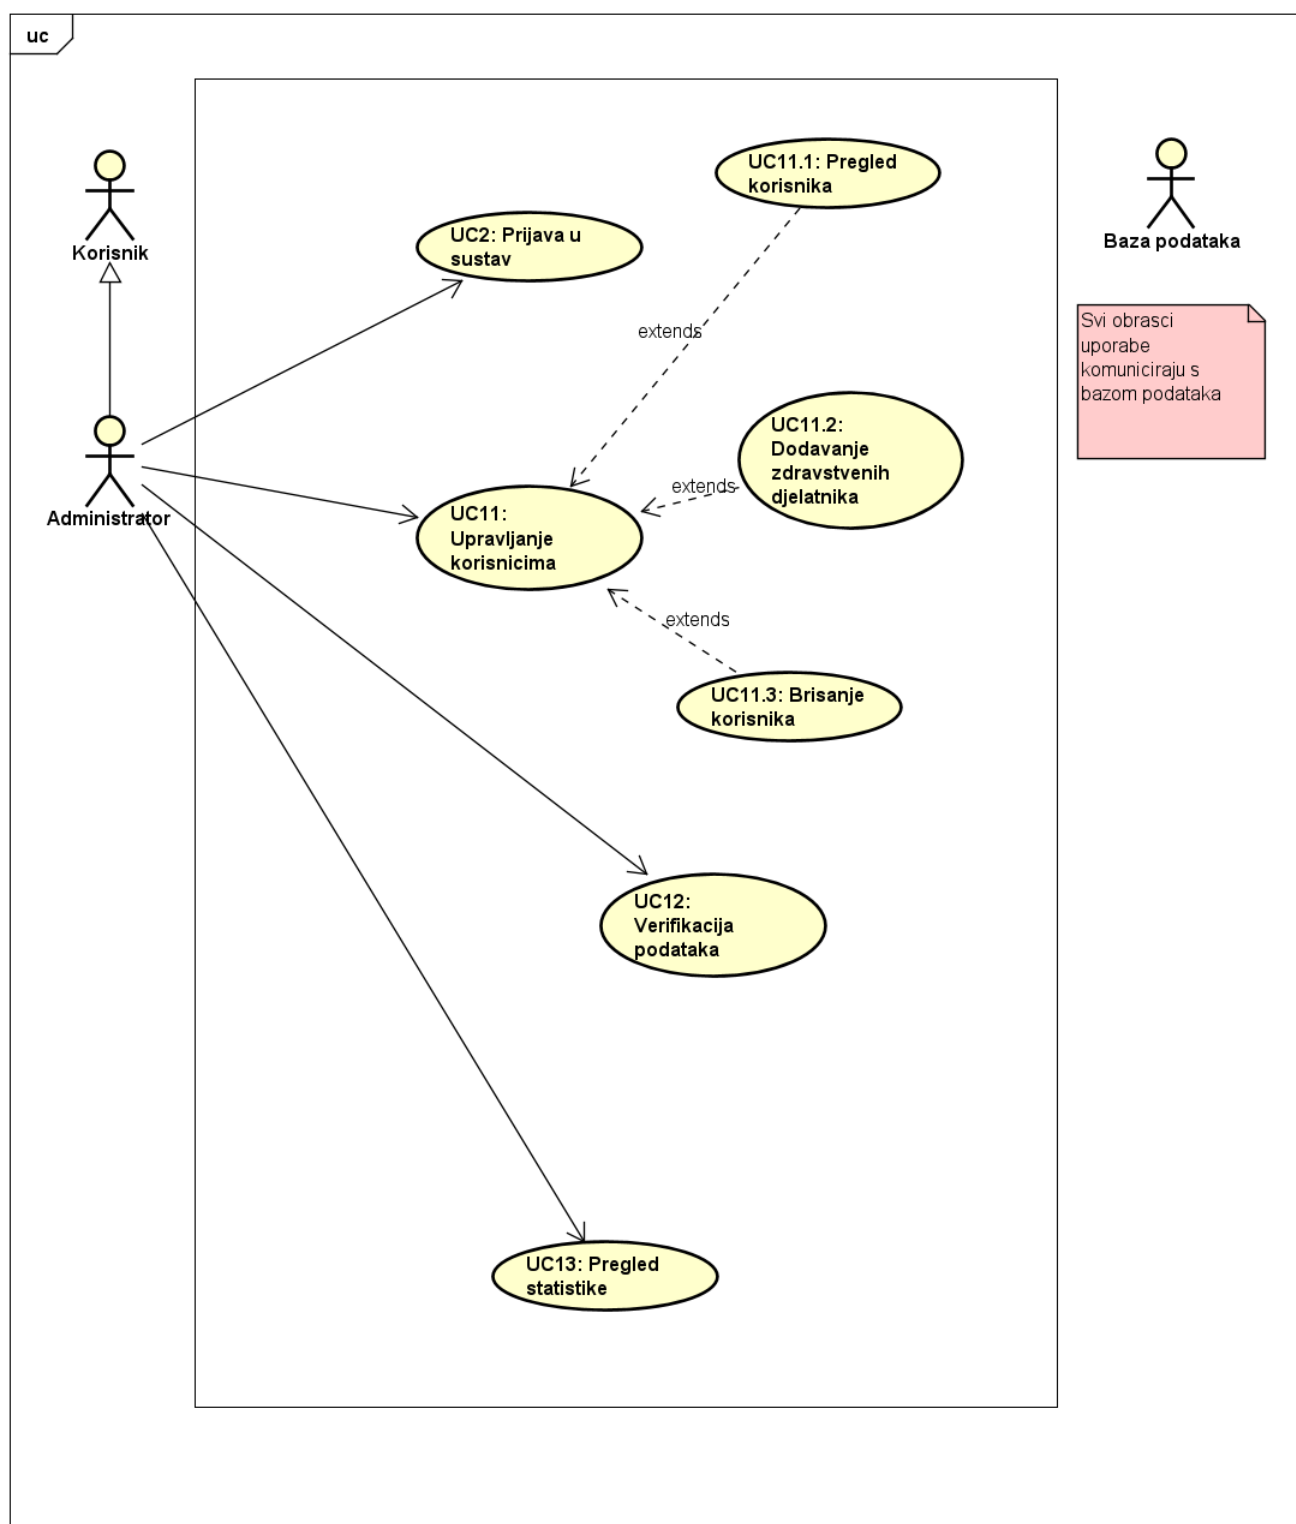 uc
Korisnik
Administrator
UC2: Prijava u
sustav
UC11.1: Pregled
korisnika
extends
UC11.2:
Dodavanje
zdravstvenih
djelatnika
extends
UC11:
Upravljanje
korisnicima
extends
UC11.3: Brisanje
korisnika
UC12:
Verifikacija
podataka
UC13: Pregled
statistike
Baza podataka
Svi obrasci
uporabe
komuniciraju s
bazom podataka